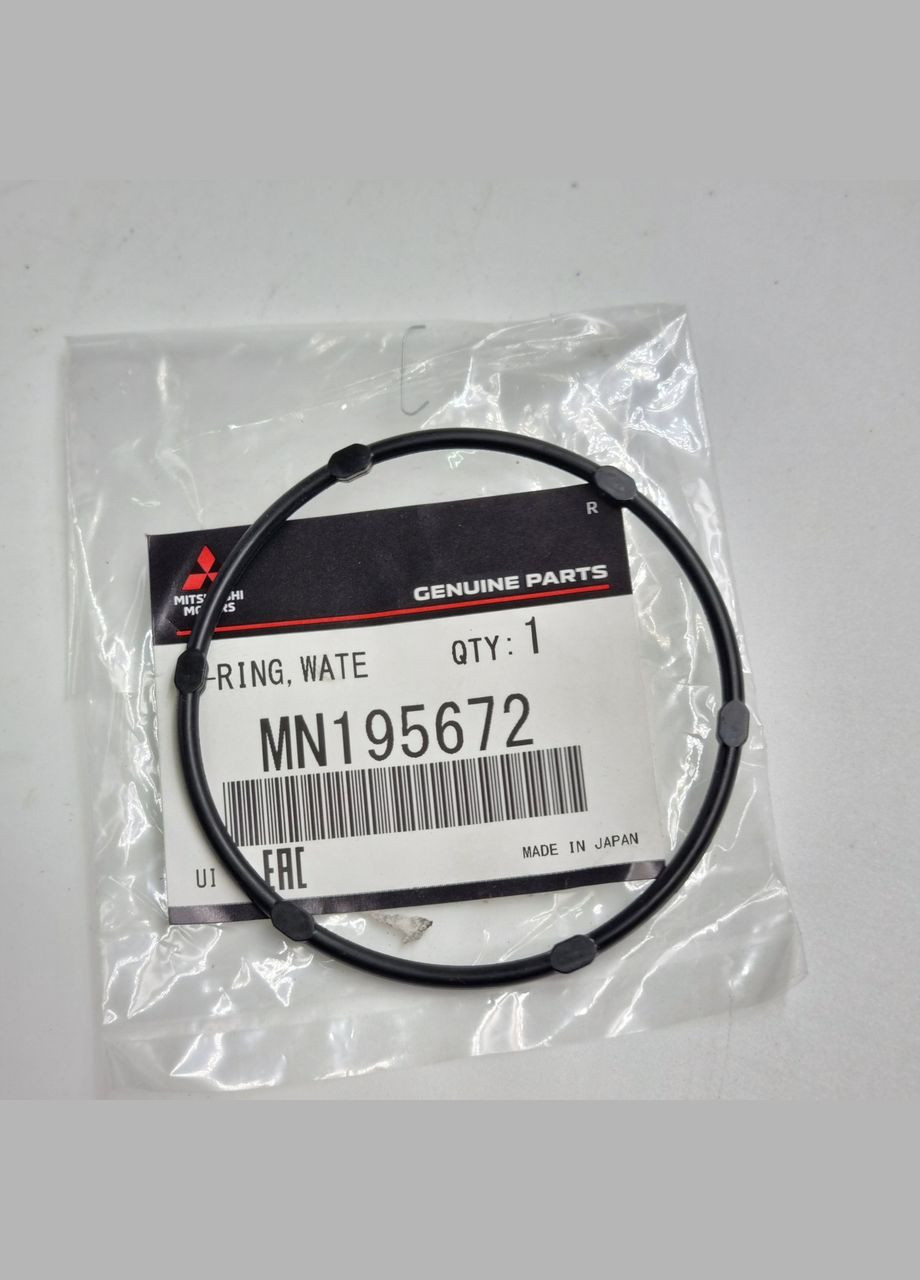 R
MITSUBISHI
MOTORS
GENUINE PARTS
-RING, WATE
QTY: 1
MN195672
UI
EAC
MADE IN JAPAN